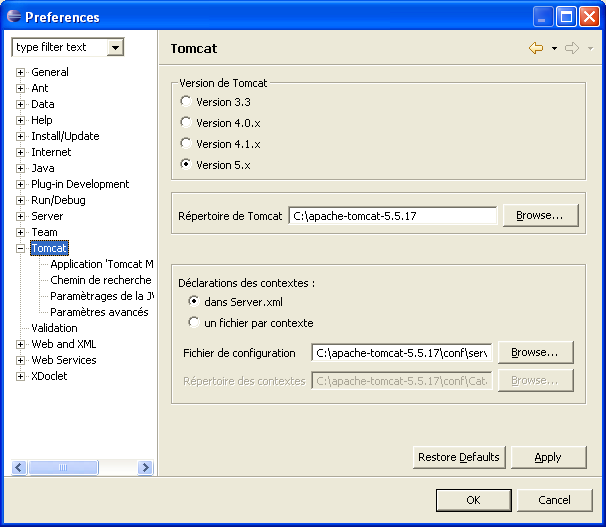 Preferences
type filter text
Tomcat
General
Ant
Data
Help
Install/Update
Internet
Java
Plug-in Development
Run/Debug
Server
Team
Tomcat
Application 'Tomcat M
Chemin de recherche
Paramètrages de la JV
Paramètres avancés
Validation
Web and XML
Web Services
XDoclet
Version de Tomcat
Version 3.3
Version 4.0.x
Version 4.1.x
Version 5.x
Répertoire de Tomcat C:\apache-tomcat-5.5.17 Browse...
Déclarations des contextes :
dans Server.xml
un fichier par contexte
Fichier de configuration C:\apache-tomcat-5.5.17\conf\serv Browse...
Répertoire des contextes C:\apache-tomcat-5.5.17\conf\Cat Browse...
Restore Defaults Apply
OK Cancel